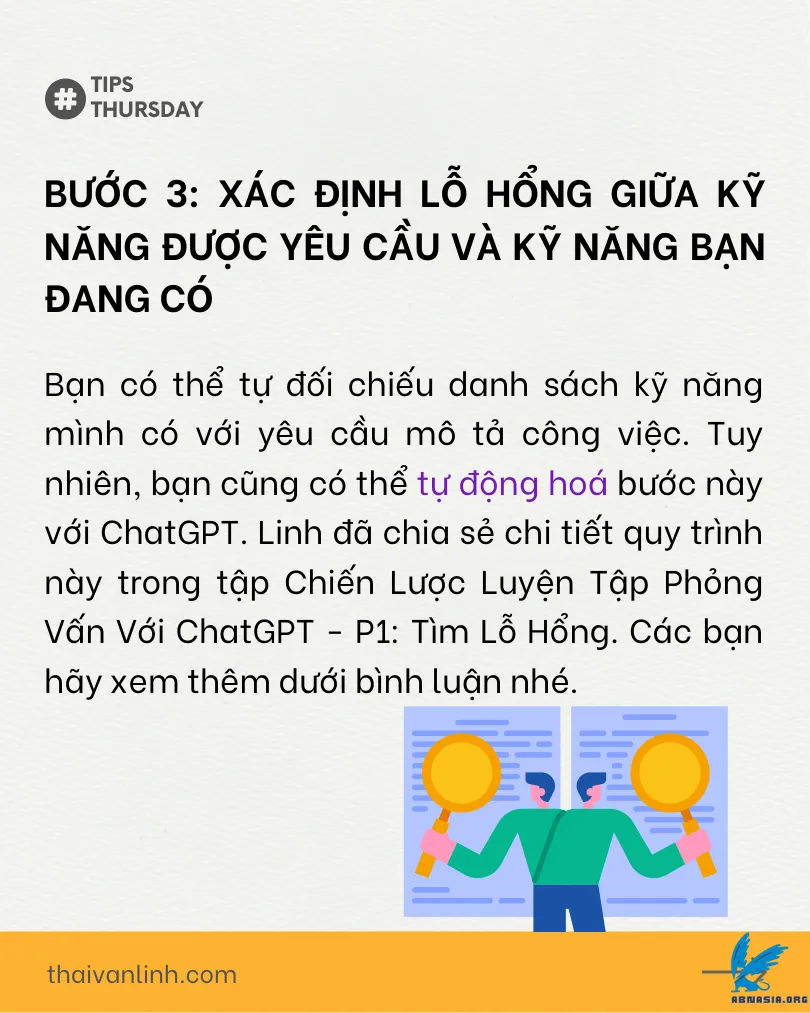 #
TIPS
THURSDAY
BƯỚC 3: XÁC ĐỊNH LỖ HỔNG GIỮA KỸ
NĂNG ĐƯỢC YÊU CẦU VÀ KỸ NĂNG BẠN
ĐANG CÓ
Bạn có thể tự đối chiếu danh sách kỹ năng
mình có với yêu cầu mô tả công việc. Tuy
nhiên, bạn cũng có thể tự động hoá bước này
với ChatGPT. Linh đã chia sẻ chi tiết quy trình
này trong tập Chiến Lược Luyện Tập Phỏng
Vấn Với ChatGPT - P1: Tìm Lỗ Hổng. Các bạn
hãy xem thêm dưới bình luận nhé.
thaivanlinh.com
ABNASIA.ORG